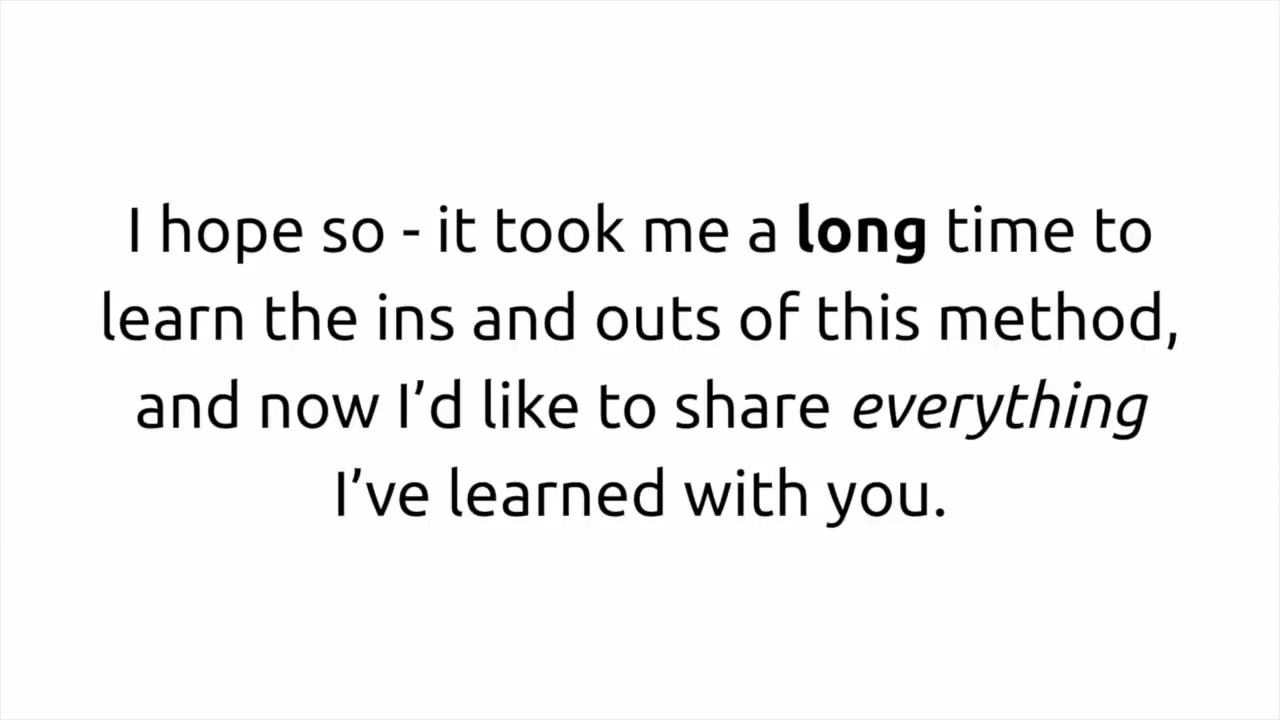 I hope so - it took me a long time to
learn the ins and outs of this method,
and now I’d like to share everything
I’ve learned with you.